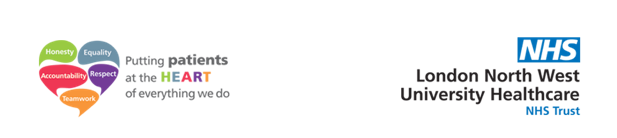 Honesty
Equality
Accountability
Respect
Teamwork
Putting patients
at the HEART
of everything we do
NHS
London North West
University Healthcare
NHS Trust